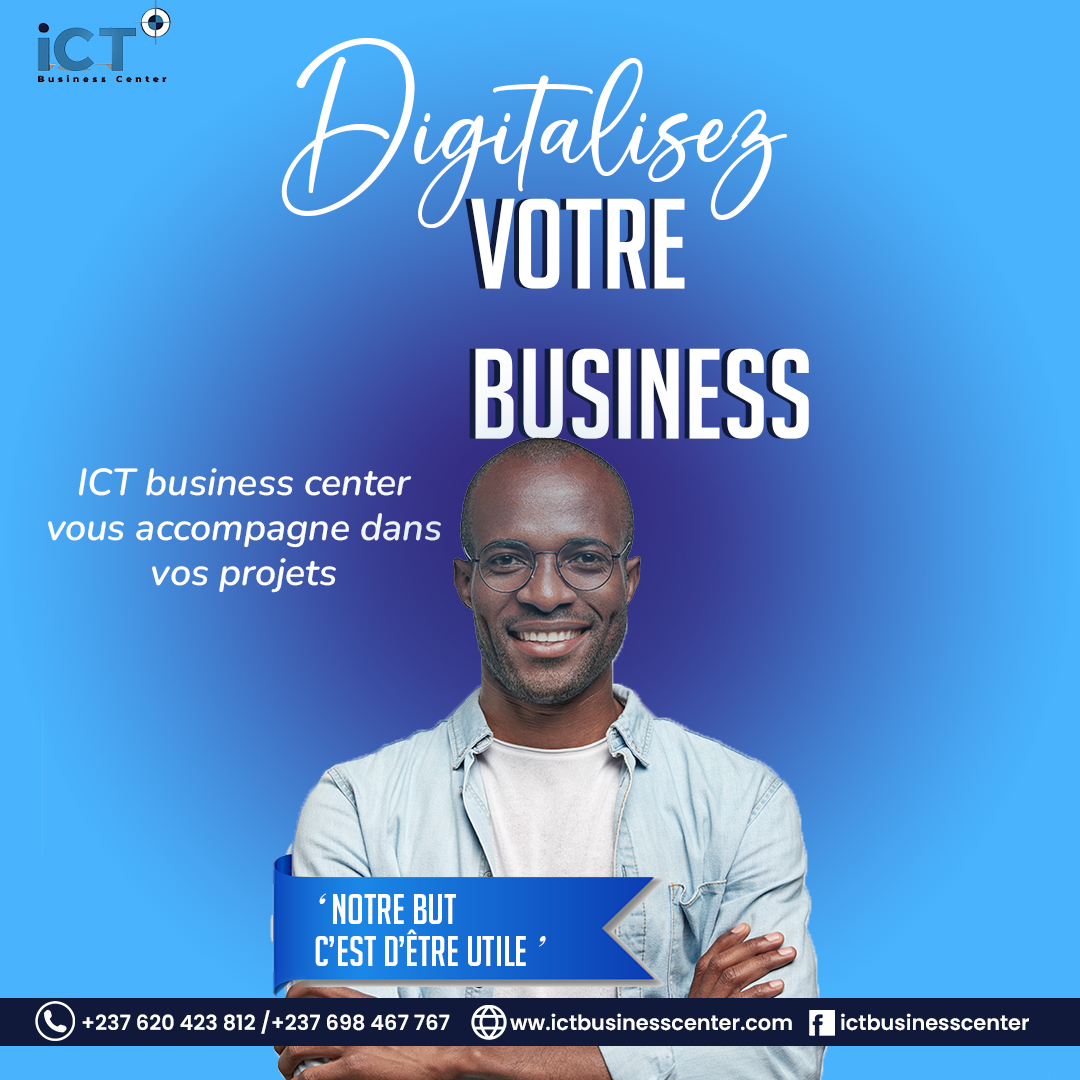 iCT
Business Center
Digitalisez
VOTRE
BUSINESS
ICT business center
vous accompagne dans
vos projets
‘ NOTRE BUT
C’EST D’ÊTRE UTILE ’
+237 620 423 812 /+237 698 467 767 ww.ictbusinesscenter.com ictbusinesscenter